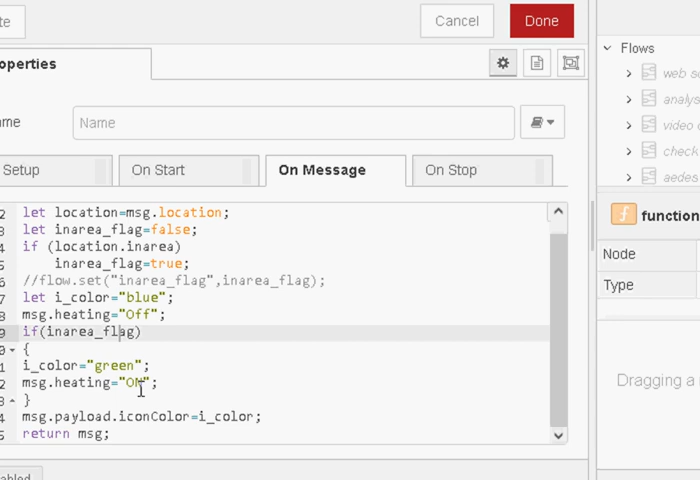 te
Cancel
Done
operties
ame
Name
Setup
On Start
On Message
On Stop
2 let location=msg.location;
3 let inarea_flag=false;
4 if (location.inarea)
5 inarea_flag=true;
6 //flow.set("inarea_flag",inarea_flag);
7 let i_color="blue";
8 msg.heating="Off";
9 if(inarea_flag)
0 {
1 i_color="green";
2 msg.heating="ON";
3 }
4 msg.payload.iconColor=i_color;
5 return msg;
abled
Flows
web s
analys
video
check
aedes
function
Node
Type
Dragging a